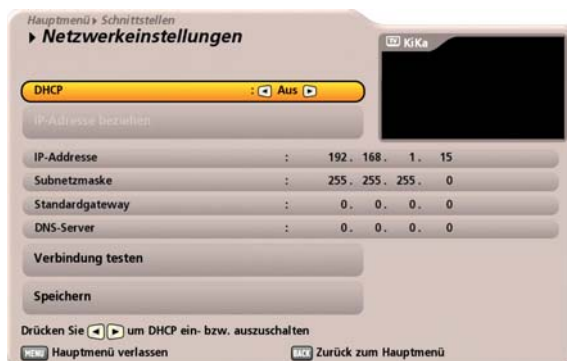 Hauptmenü ▸ Schnittstellen
▸ Netzwerkeinstellungen
TV KiKa
DHCP : ◂ Aus ▸
IP-Adresse beziehen
IP-Addresse : 192. 168. 1. 15
Subnetzmaske : 255. 255. 255. 0
Standardgateway : 0. 0. 0. 0
DNS-Server : 0. 0. 0. 0
Verbindung testen
Speichern
Drücken Sie ◂ ▸ um DHCP ein- bzw. auszuschalten
MENU Hauptmenü verlassen BACK Zurück zum Hauptmenü